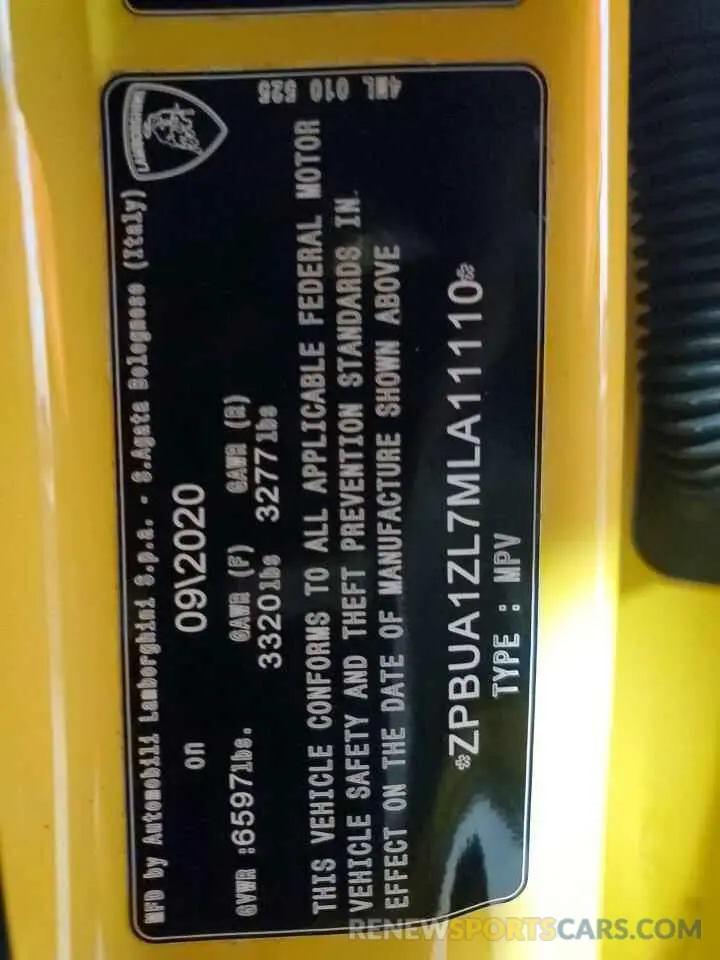 LAMBORGHINI
4ML 010 525
MFD by Automobili Lamborghini S.p.a. - S.Agata Bolognese (Italy)
on 09\2020
GAWR (F) GAWR (R)
GVWR :6597lbs. 3320lbs 3277lbs
THIS VEHICLE CONFORMS TO ALL APPLICABLE FEDERAL MOTOR
VEHICLE SAFETY AND THEFT PREVENTION STANDARDS IN
EFFECT ON THE DATE OF MANUFACTURE SHOWN ABOVE
*ZPBUA1ZL7MLA11110*
TYPE : MPV
RENEWSPORTSCARS.COM